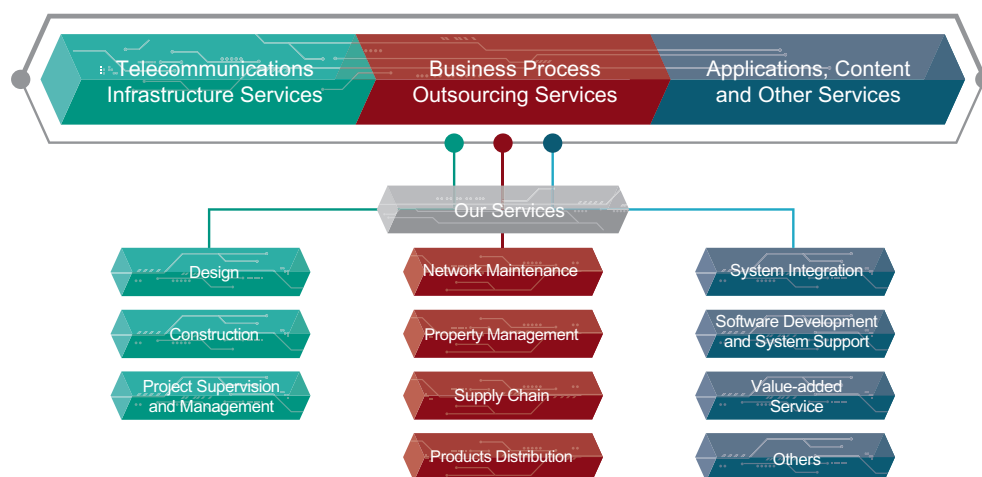 Telecommunications
Infrastructure Services
Business Process
Outsourcing Services
Applications, Content
and Other Services
Our Services
Design
Construction
Project Supervision
and Management
Network Maintenance
Property Management
Supply Chain
Products Distribution
System Integration
Software Development
and System Support
Value-added
Service
Others